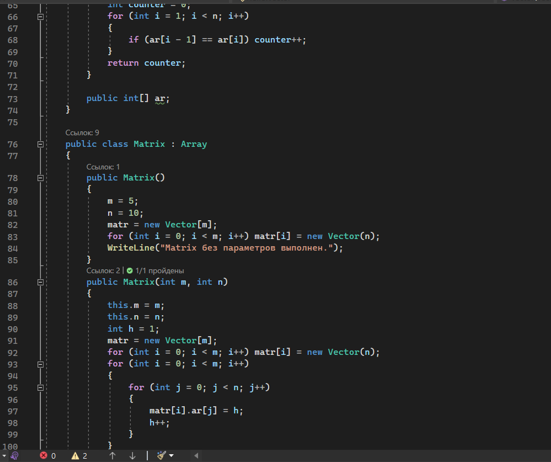 65 int counter = 0;
66 for (int i = 1; i < n; i++)
67 {
68 if (ar[i - 1] == ar[i]) counter++;
69 }
70 return counter;
71 }
72
73 public int[] ar;
74 }
75
Ссылок: 9
76 public class Matrix : Array
77 {
Ссылок: 1
78 public Matrix()
79 {
80 m = 5;
81 n = 10;
82 matr = new Vector[m];
83 for (int i = 0; i < m; i++) matr[i] = new Vector(n);
84 WriteLine("Matrix без параметров выполнен.");
85 }
Ссылок: 2 | 1/1 пройдены
86 public Matrix(int m, int n)
87 {
88 this.m = m;
89 this.n = n;
90 int h = 1;
91 matr = new Vector[m];
92 for (int i = 0; i < m; i++) matr[i] = new Vector(n);
93 for (int i = 0; i < m; i++)
94 {
95 for (int j = 0; j < n; j++)
96 {
97 matr[i].ar[j] = h;
98 h++;
99 }
100 }
0 2